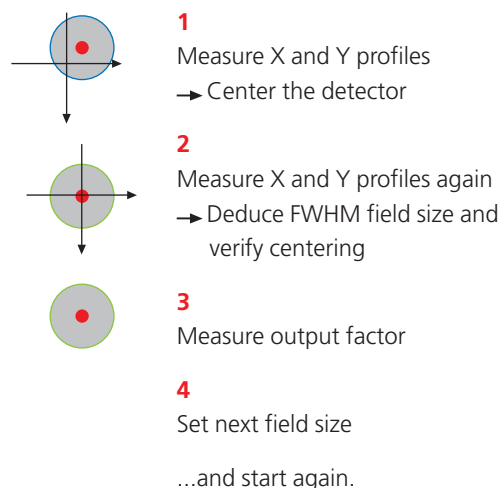 1
Measure X and Y profiles
→ Center the detector
2
Measure X and Y profiles again
→ Deduce FWHM field size and
verify centering
3
Measure output factor
4
Set next field size
...and start again.